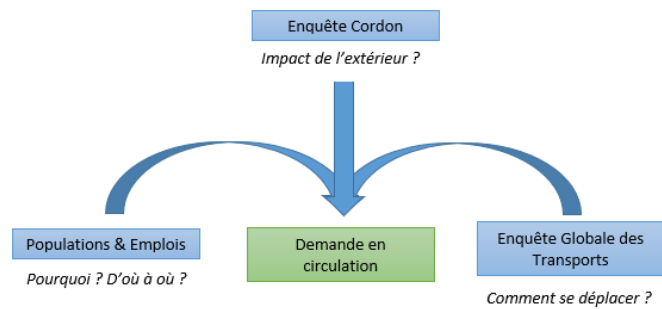 Enquête Cordon
Impact de l'extérieur ?
Populations & Emplois
Pourquoi ? D'où à où ?
Demande en
circulation
Enquête Globale des
Transports
Comment se déplacer ?